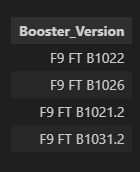 Booster_Version
F9 FT B1022
F9 FT B1026
F9 FT B1021.2
F9 FT B1031.2